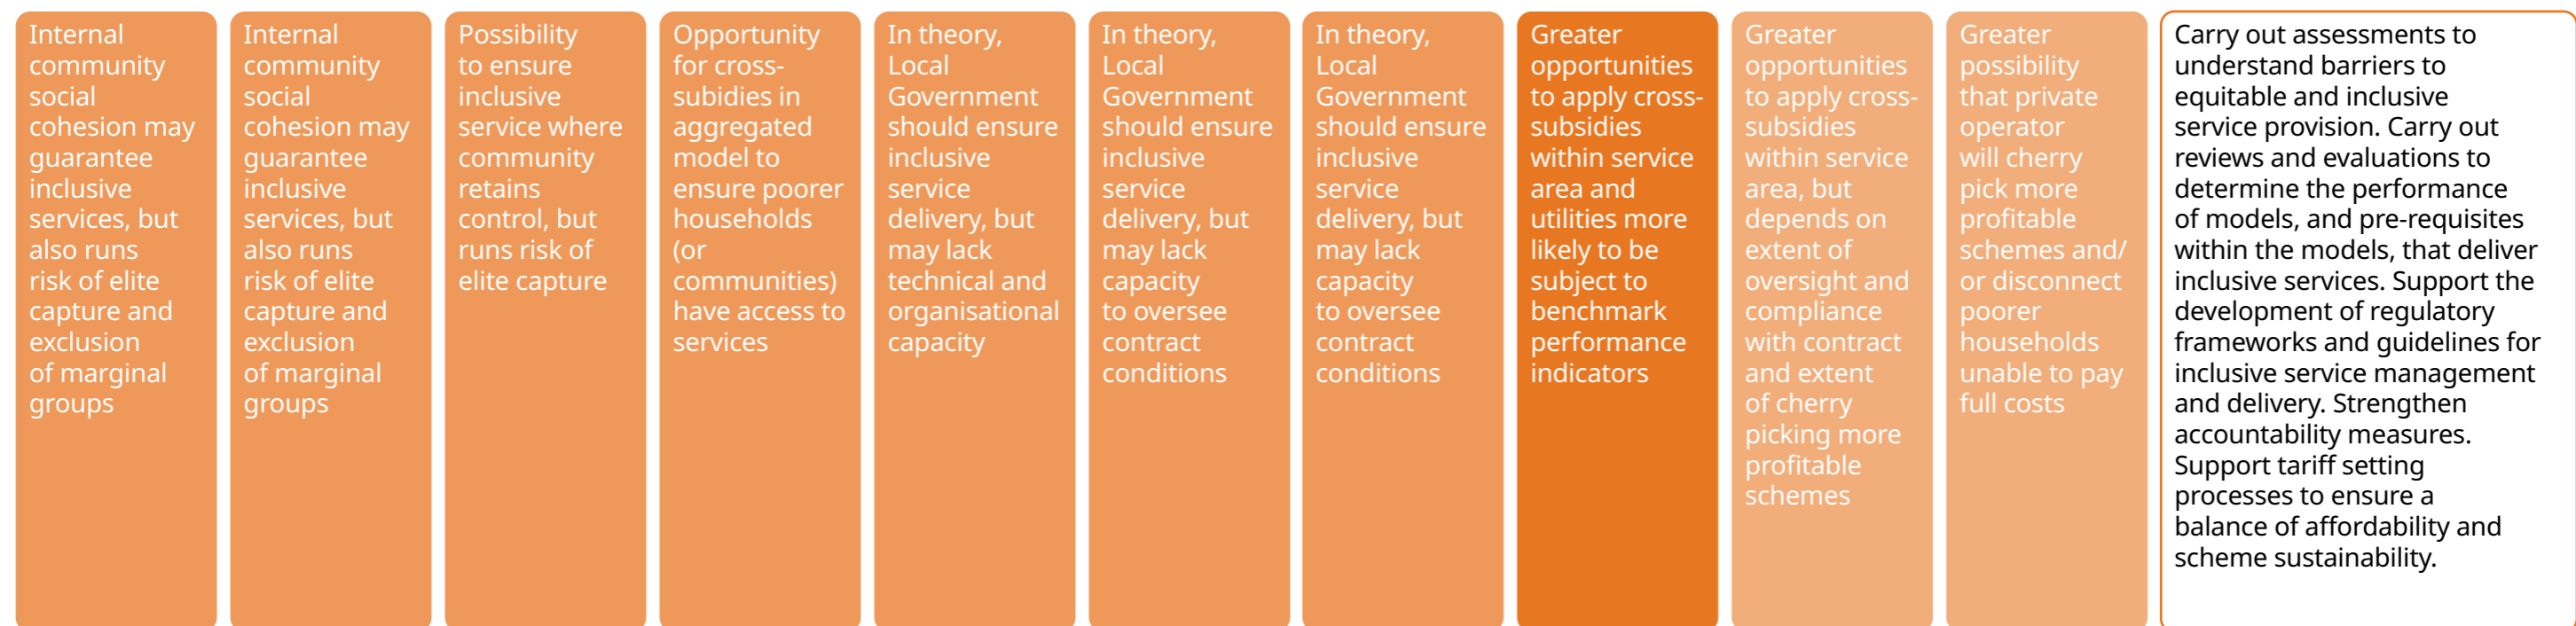 Internal
community
social
cohesion may
guarantee
inclusive
services, but
also runs
risk of elite
capture and
exclusion
of marginal
groups
Internal
community
social
cohesion may
guarantee
inclusive
services, but
also runs
risk of elite
capture and
exclusion
of marginal
groups
Possibility
to ensure
inclusive
service where
community
retains
control, but
runs risk of
elite capture
Opportunity
for cross-
subidies in
aggregated
model to
ensure poorer
households
(or
communities)
have access to
services
In theory,
Local
Government
should ensure
inclusive
service
delivery, but
may lack
technical and
organisational
capacity
In theory,
Local
Government
should ensure
inclusive
service
delivery, but
may lack
capacity
to oversee
contract
conditions
In theory,
Local
Government
should ensure
inclusive
service
delivery, but
may lack
capacity
to oversee
contract
conditions
Greater
opportunities
to apply cross-
subsidies
within service
area and
utilities more
likely to be
subject to
benchmark
performance
indicators
Greater
opportunities
to apply cross-
subsidies
within service
area, but
depends on
extent of
oversight and
compliance
with contract
and extent
of cherry
picking more
profitable
schemes
Greater
possibility
that private
operator
will cherry
pick more
profitable
schemes and/
or disconnect
poorer
households
unable to pay
full costs
Carry out assessments to
understand barriers to
equitable and inclusive
service provision. Carry out
reviews and evaluations to
determine the performance
of models, and pre-requisites
within the models, that deliver
inclusive services. Support the
development of regulatory
frameworks and guidelines for
inclusive service management
and delivery. Strengthen
accountability measures.
Support tariff setting
processes to ensure a
balance of affordability and
scheme sustainability.